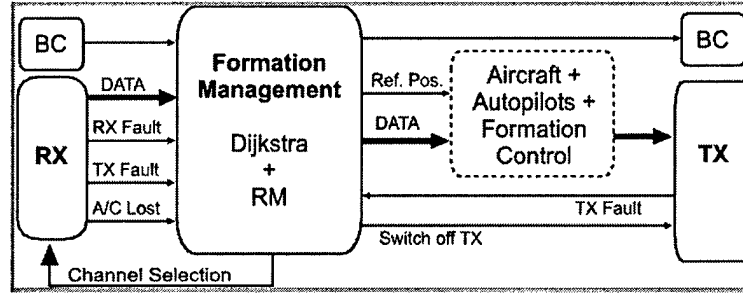 BC
BC
Formation
Management
Dijkstra
+
RM
RX
DATA
RX Fault
TX Fault
A/C Lost
Channel Selection
Ref. Pos.
DATA
Aircraft +
Autopilots +
Formation
Control
TX
TX Fault
Switch off TX